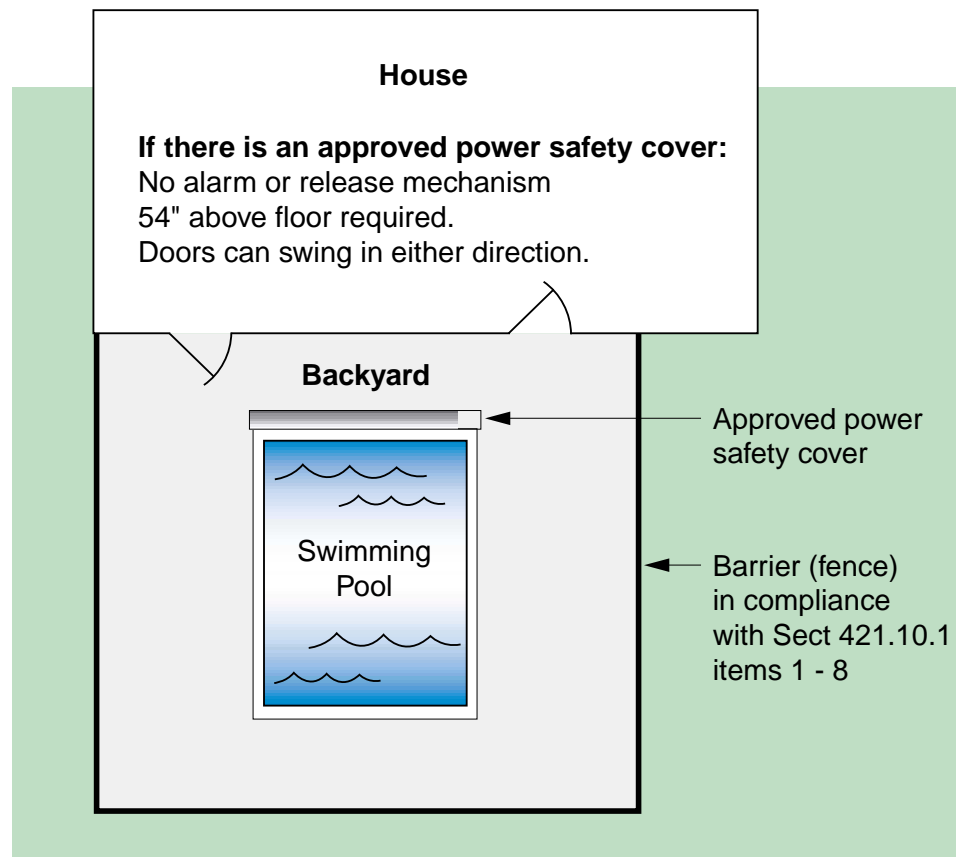 House
If there is an approved power safety cover:
No alarm or release mechanism
54" above floor required.
Doors can swing in either direction.
Backyard
Approved power
safety cover
Swimming
Pool
Barrier (fence)
in compliance
with Sect 421.10.1
items 1 - 8